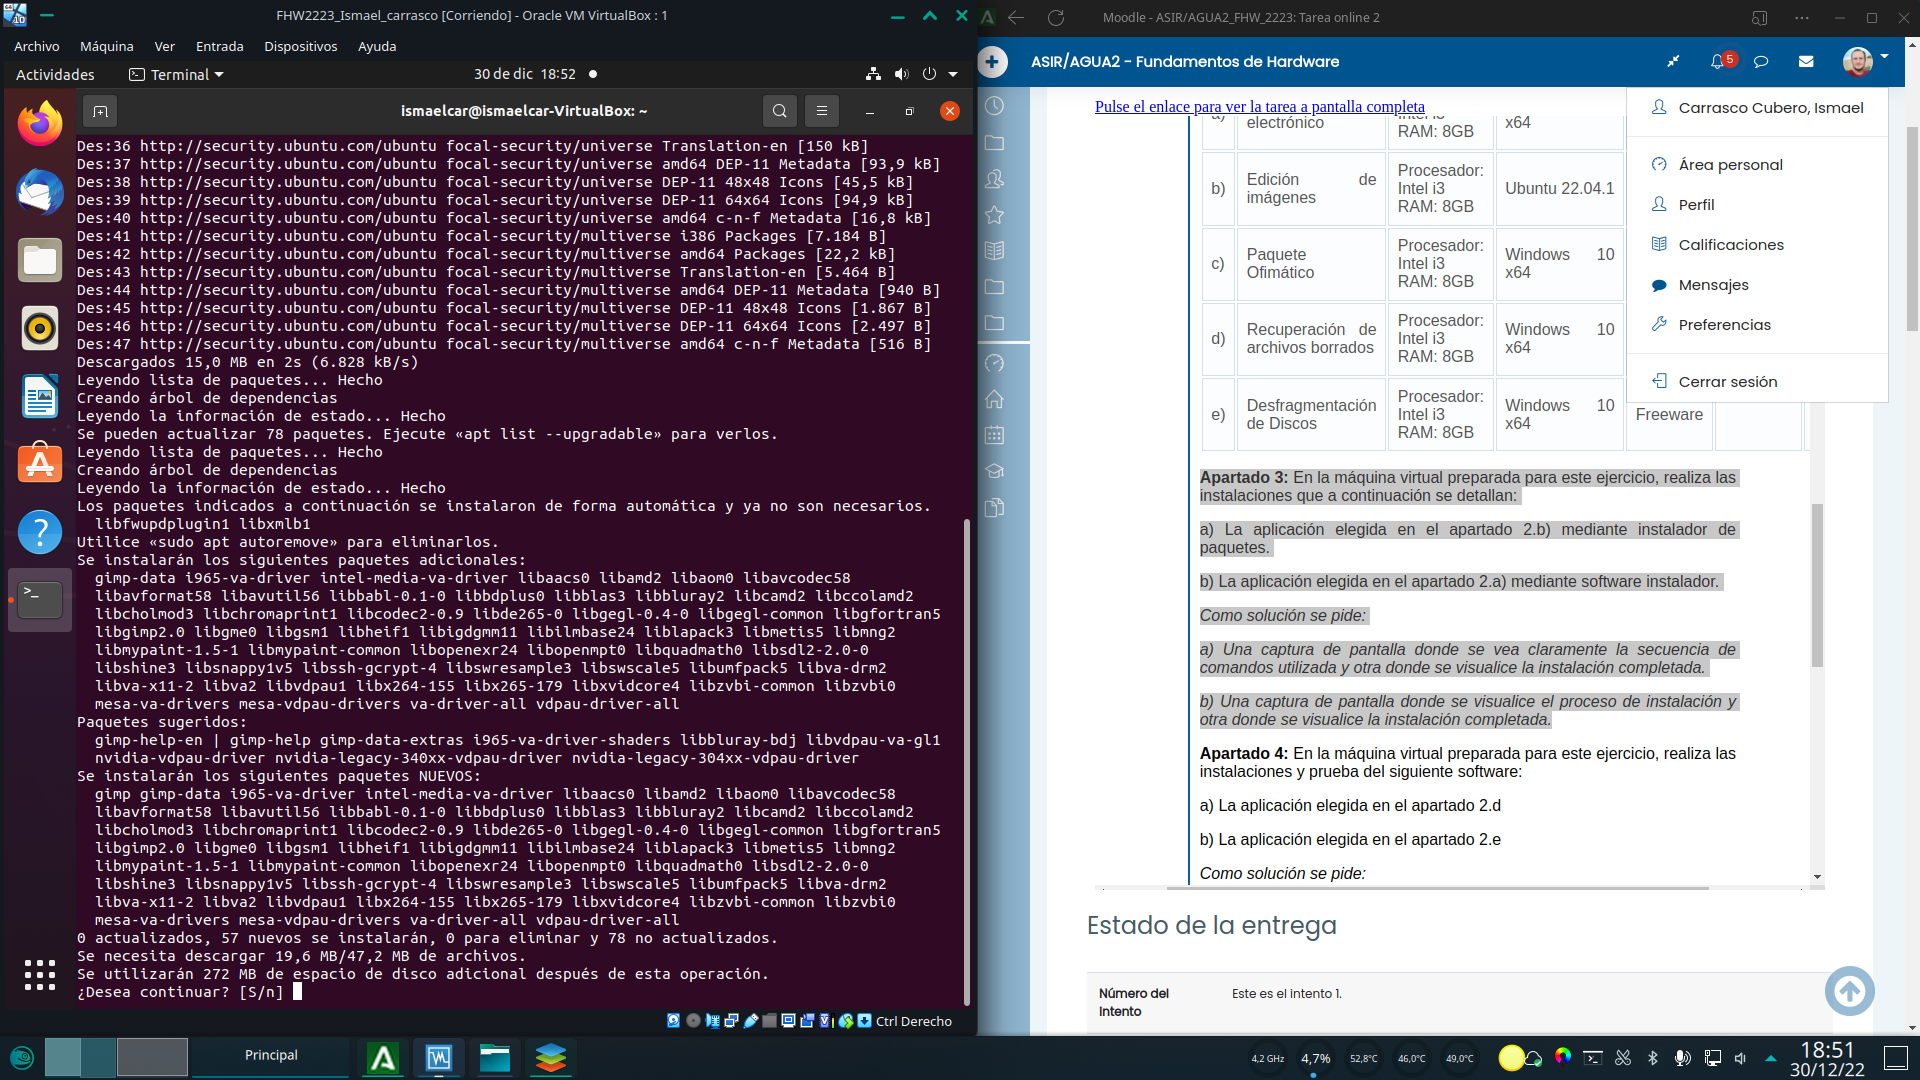 FHW2223_Ismael_carrasco [Corriendo] - Oracle VM VirtualBox : 1
Archivo Máquina Ver Entrada Dispositivos Ayuda
Actividades Terminal 30 de dic 18:52
ismaelcar@ismaelcar-VirtualBox: ~
Des:36 http://security.ubuntu.com/ubuntu focal-security/universe Translation-en [150 kB]
Des:37 http://security.ubuntu.com/ubuntu focal-security/universe amd64 DEP-11 Metadata [93,9 kB]
Des:38 http://security.ubuntu.com/ubuntu focal-security/universe DEP-11 48x48 Icons [45,5 kB]
Des:39 http://security.ubuntu.com/ubuntu focal-security/universe DEP-11 64x64 Icons [94,9 kB]
Des:40 http://security.ubuntu.com/ubuntu focal-security/universe amd64 c-n-f Metadata [16,8 kB]
Des:41 http://security.ubuntu.com/ubuntu focal-security/multiverse i386 Packages [7.184 B]
Des:42 http://security.ubuntu.com/ubuntu focal-security/multiverse amd64 Packages [22,2 kB]
Des:43 http://security.ubuntu.com/ubuntu focal-security/multiverse Translation-en [5.464 B]
Des:44 http://security.ubuntu.com/ubuntu focal-security/multiverse amd64 DEP-11 Metadata [940 B]
Des:45 http://security.ubuntu.com/ubuntu focal-security/multiverse DEP-11 48x48 Icons [1.867 B]
Des:46 http://security.ubuntu.com/ubuntu focal-security/multiverse DEP-11 64x64 Icons [2.497 B]
Des:47 http://security.ubuntu.com/ubuntu focal-security/multiverse amd64 c-n-f Metadata [516 B]
Descargados 15,0 MB en 2s (6.828 kB/s)
Leyendo lista de paquetes... Hecho
Creando árbol de dependencias
Leyendo la información de estado... Hecho
Se pueden actualizar 78 paquetes. Ejecute «apt list --upgradable» para verlos.
Leyendo lista de paquetes... Hecho
Creando árbol de dependencias
Leyendo la información de estado... Hecho
Los paquetes indicados a continuación se instalaron de forma automática y ya no son necesarios.
libfwupdplugin1 libxmlb1
Utilice «sudo apt autoremove» para eliminarlos.
Se instalarán los siguientes paquetes adicionales:
gimp-data i965-va-driver intel-media-va-driver libaacs0 libamd2 libaom0 libavcodec58
libavformat58 libavutil56 libbabl-0.1-0 libbdplus0 libblas3 libbluray2 libcamd2 libccolamd2
libcholmod3 libchromaprint1 libcodec2-0.9 libde265-0 libgegl-0.4-0 libgegl-common libgfortran5
libgimp2.0 libgme0 libgsm1 libheif1 libigdgmm11 libilmbase24 liblapack3 libmetis5 libmng2
libmypaint-1.5-1 libmypaint-common libopenexr24 libopenmpt0 libquadmath0 libsdl2-2.0-0
libshine3 libsnappy1v5 libssh-gcrypt-4 libswresample3 libswscale5 libumfpack5 libva-drm2
libva-x11-2 libva2 libvdpau1 libx264-155 libx265-179 libxvidcore4 libzvbi-common libzvbi0
mesa-va-drivers mesa-vdpau-drivers va-driver-all vdpau-driver-all
Paquetes sugeridos:
gimp-help-en | gimp-help gimp-data-extras i965-va-driver-shaders libbluray-bdj libvdpau-va-gl1
nvidia-vdpau-driver nvidia-legacy-340xx-vdpau-driver nvidia-legacy-304xx-vdpau-driver
Se instalarán los siguientes paquetes NUEVOS:
gimp gimp-data i965-va-driver intel-media-va-driver libaacs0 libamd2 libaom0 libavcodec58
libavformat58 libavutil56 libbabl-0.1-0 libbdplus0 libblas3 libbluray2 libcamd2 libccolamd2
libcholmod3 libchromaprint1 libcodec2-0.9 libde265-0 libgegl-0.4-0 libgegl-common libgfortran5
libgimp2.0 libgme0 libgsm1 libheif1 libigdgmm11 libilmbase24 liblapack3 libmetis5 libmng2
libmypaint-1.5-1 libmypaint-common libopenexr24 libopenmpt0 libquadmath0 libsdl2-2.0-0
libshine3 libsnappy1v5 libssh-gcrypt-4 libswresample3 libswscale5 libumfpack5 libva-drm2
libva-x11-2 libva2 libvdpau1 libx264-155 libx265-179 libxvidcore4 libzvbi-common libzvbi0
mesa-va-drivers mesa-vdpau-drivers va-driver-all vdpau-driver-all
0 actualizados, 57 nuevos se instalarán, 0 para eliminar y 78 no actualizados.
Se necesita descargar 19,6 MB/47,2 MB de archivos.
Se utilizarán 272 MB de espacio de disco adicional después de esta operación.
¿Desea continuar? [S/n]
Ctrl Derecho
Moodle - ASIR/AGUA2_FHW_2223: Tarea online 2
ASIR/AGUA2 - Fundamentos de Hardware
5
Pulse el enlace para ver la tarea a pantalla completa
a) electrónico Intel i3 RAM: 8GB x64
b) Edición de imágenes Procesador: Intel i3 RAM: 8GB Ubuntu 22.04.1
c) Paquete Ofimático Procesador: Intel i3 RAM: 8GB Windows 10 x64
d) Recuperación de archivos borrados Procesador: Intel i3 RAM: 8GB Windows 10 x64
e) Desfragmentación de Discos Procesador: Intel i3 RAM: 8GB Windows 10 x64 Freeware
Carrasco Cubero, Ismael
Área personal
Perfil
Calificaciones
Mensajes
Preferencias
Cerrar sesión
Apartado 3: En la máquina virtual preparada para este ejercicio, realiza las
instalaciones que a continuación se detallan:
a) La aplicación elegida en el apartado 2.b) mediante instalador de
paquetes.
b) La aplicación elegida en el apartado 2.a) mediante software instalador.
Como solución se pide:
a) Una captura de pantalla donde se vea claramente la secuencia de
comandos utilizada y otra donde se visualice la instalación completada.
b) Una captura de pantalla donde se visualice el proceso de instalación y
otra donde se visualice la instalación completada.
Apartado 4: En la máquina virtual preparada para este ejercicio, realiza las
instalaciones y prueba del siguiente software:
a) La aplicación elegida en el apartado 2.d
b) La aplicación elegida en el apartado 2.e
Como solución se pide:
Estado de la entrega
Número del
Intento
Este es el intento 1.
Principal
4,2 GHz 4,7% 52,8°C 46,0°C 49,0°C
18:51
30/12/22